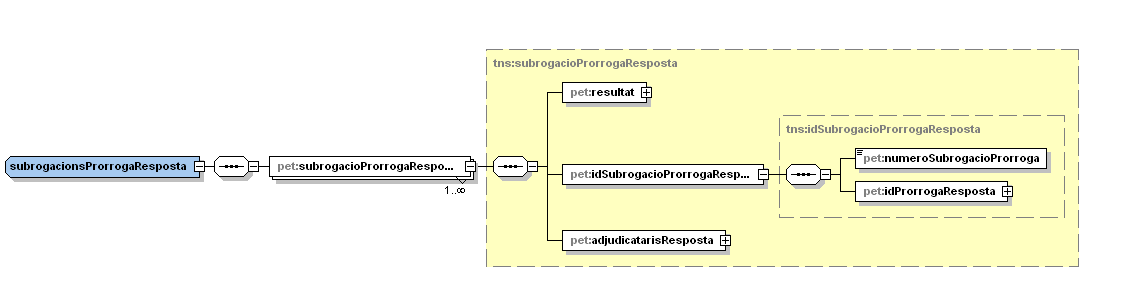 tns:subrogacioProrrogaResposta
pet:resultat
tns:idSubrogacioProrrogaResposta
pet:numeroSubrogacioProrroga
subrogacionsProrrogaResposta
pet:subrogacioProrrogaRespo...
1..∞
pet:idSubrogacioProrrogaResp...
pet:idProrrogaResposta
pet:adjudicatarisResposta